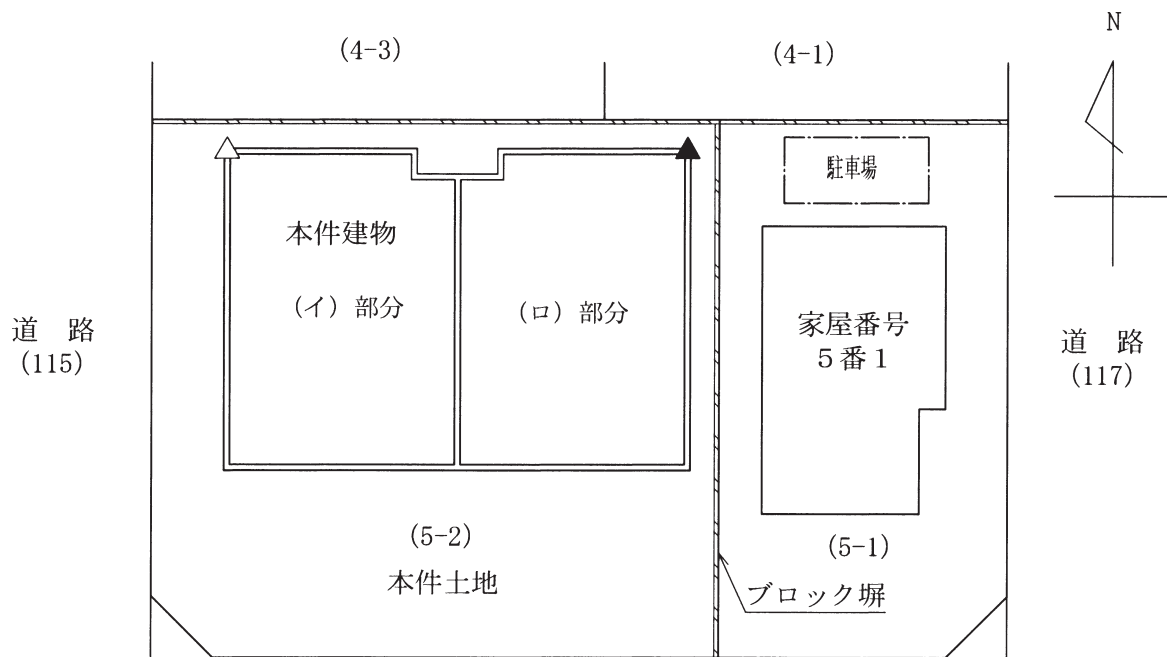 (4-3)
(4-1)
N
駐車場
本件建物
(イ) 部分
(ロ) 部分
道 路
(115)
家屋番号
5番1
道 路
(117)
(5-2)
本件土地
(5-1)
ブロック塀